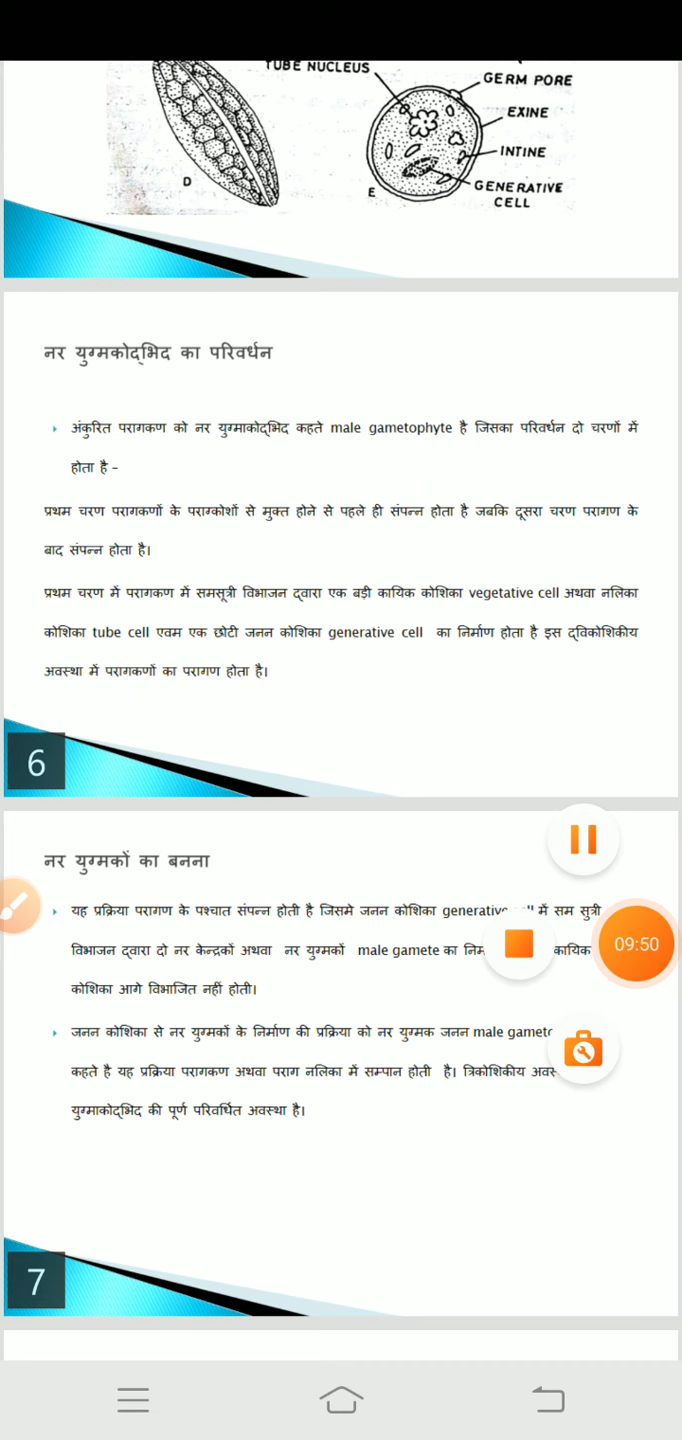 TUBE NUCLEUS
GERM PORE
EXINE
INTINE
GENERATIVE
CELL
D
E
नर युग्मकोद्भिद का परिवर्धन
अंकुरित परागकण को नर युग्माकोद्भिद कहते male gametophyte है जिसका परिवर्धन दो चरणों में
होता है –
प्रथम चरण परागकणों के पराग्कोशों से मुक्त होने से पहले ही संपन्न होता है जबकि दूसरा चरण परागण के
बाद संपन्न होता है।
प्रथम चरण में परागकण में समसूत्री विभाजन द्वारा एक बड़ी कायिक कोशिका vegetative cell अथवा नलिका
कोशिका tube cell एवम एक छोटी जनन कोशिका generative cell का निर्माण होता है इस द्विकोशिकीय
अवस्था में परागकणों का परागण होता है।
6
नर युग्मकों का बनना
यह प्रक्रिया परागण के पश्चात संपन्न होती है जिसमे जनन कोशिका generative में सम सुत्री
विभाजन द्वारा दो नर केन्द्रकों अथवा नर युग्मकों male gamete का कायिक
09:50
कोशिका आगे विभाजित नहीं होती।
जनन कोशिका से नर युग्मकों के निर्माण की प्रक्रिया को नर युग्मक जनन male
कहते है यह प्रक्रिया परागकण अथवा पराग नलिका में सम्पान होती है। त्रिकोशिकीय
युग्माकोद्भिद की पूर्ण परिवर्धित अवस्था है।
7